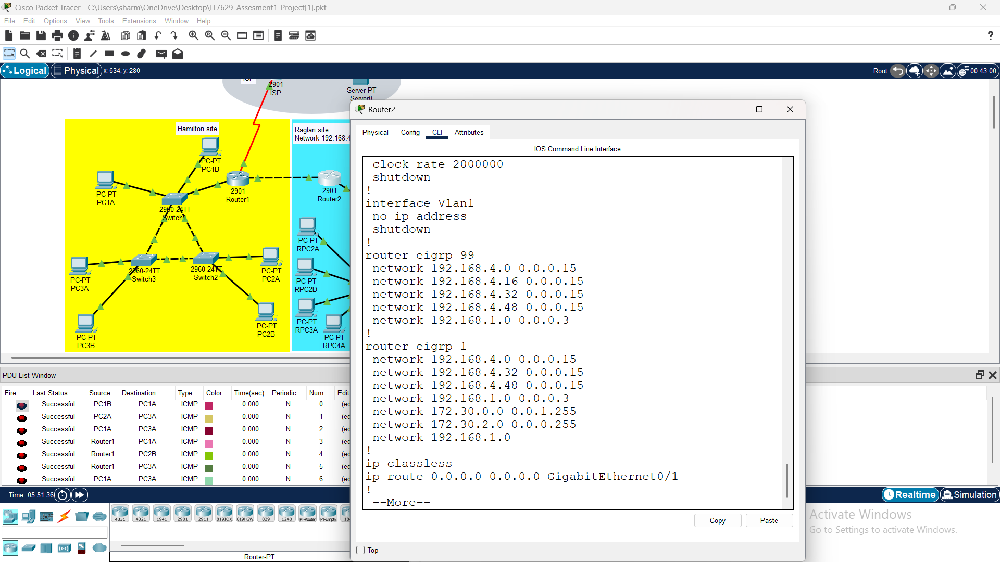 Cisco Packet Tracer - C:\Users\sharm\OneDrive\Desktop\IT7629_Assesment1_Project[1].pkt
File Edit Options View Tools Extensions Window Help
Logical Physical x: 634, y: 280
Root 00:43:00
2901
ISP
Server-PT
Server0
Hamilton site
Raglan site
Network 192.168.4
PC-PT
PC1B
PC-PT
PC1A
2901
Router1
2901
Router2
2960-24TT
Switch1
PC-PT
RPC2A
2960-24TT
Switch3
2960-24TT
Switch2
PC-PT
PC2A
PC-PT
PC3A
PC-PT
RPC2D
PC-PT
RPC3A
PC-PT
PC2B
PC-PT
PC3B
PC-PT
RPC4A
Router2
Physical Config CLI Attributes
IOS Command Line Interface
clock rate 2000000
shutdown
!
interface Vlan1
no ip address
shutdown
!
router eigrp 99
network 192.168.4.0 0.0.0.15
network 192.168.4.16 0.0.0.15
network 192.168.4.32 0.0.0.15
network 192.168.4.48 0.0.0.15
network 192.168.1.0 0.0.0.3
!
router eigrp 1
network 192.168.4.0 0.0.0.15
network 192.168.4.32 0.0.0.15
network 192.168.4.48 0.0.0.15
network 192.168.1.0 0.0.0.3
network 172.30.0.0 0.0.1.255
network 172.30.2.0 0.0.0.255
network 192.168.1.0
!
ip classless
ip route 0.0.0.0 0.0.0.0 GigabitEthernet0/1
!
--More--
Copy Paste
Top
PDU List Window
Fire Last Status Source Destination Type Color Time(sec) Periodic Num Edit
Successful PC1B PC1A ICMP 0.000 N 0 (ed
Successful PC2A PC3A ICMP 0.000 N 1 (ed
Successful PC1A PC3A ICMP 0.000 N 2 (ed
Successful Router1 PC1A ICMP 0.000 N 3 (ed
Successful Router1 PC2B ICMP 0.000 N 4 (ed
Successful Router1 PC3A ICMP 0.000 N 5 (ed
Successful PC1A PC3A ICMP 0.000 N 6 (ed
Time: 05:51:36
Realtime Simulation
4331 4321 1941 2901 2911 819IOX 819HGW 829 1240 PT-Router PT-Empty 18
Router-PT
Activate Windows
Go to Settings to activate Windows.